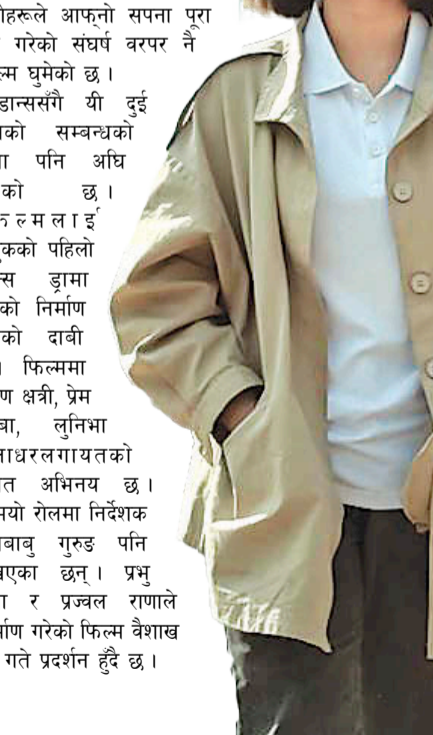 ीहरूले आफ्नो सपना पूरा
गरेको संघर्ष वरपर नै
ल्म घुमेको छ ।
डान्ससँगै यी दुई
को सम्बन्धको
ा पनि अघि
को छ ।
फिल्मलाई
ुकको पहिलो
्स ड्रामा
को निर्माण
को दाबी
। फिल्ममा
ण क्षत्री, प्रेम
बा, लुनिभा
ाधरलगायतको
त अभिनय छ ।
मयो रोलमा निर्देशक
बाबु गुरुङ पनि
खिएका छन् । प्रभु
ा र प्रज्वल राणाले
र्माण गरेको फिल्म वैशाख
गते प्रदर्शन हुँदै छ ।